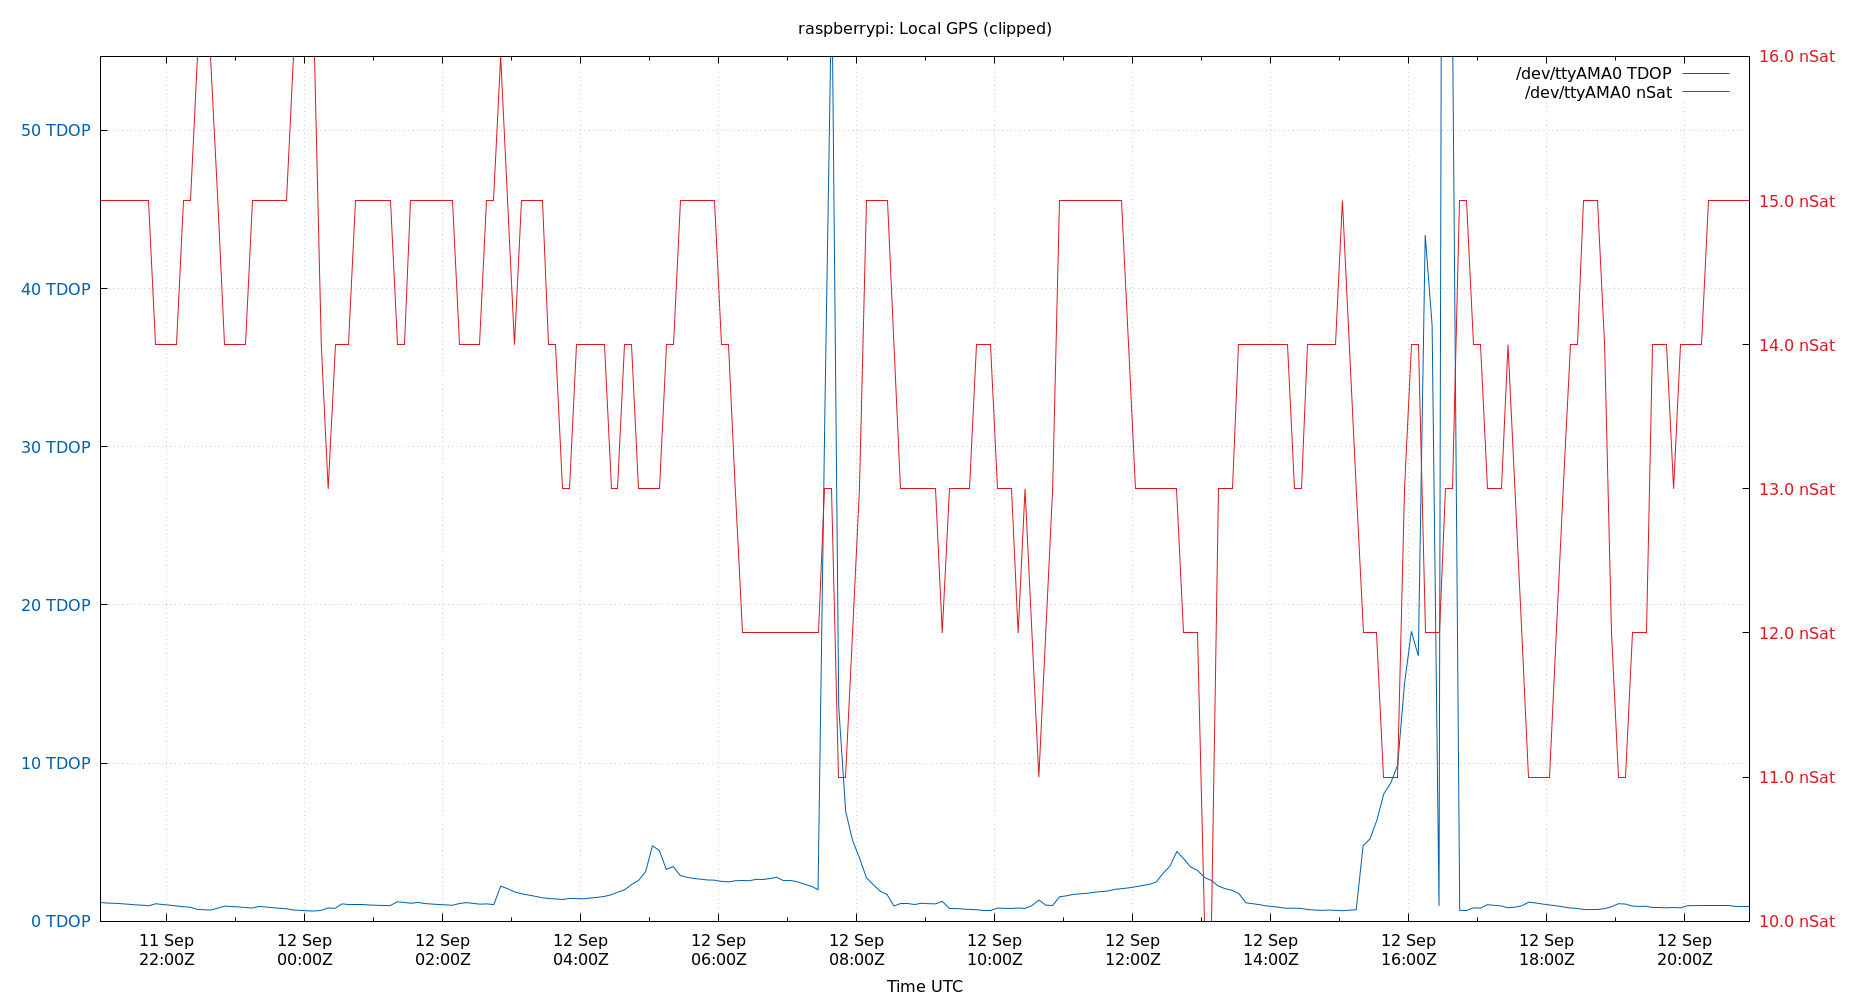 raspberrypi: Local GPS (clipped)
16.0 nSat
/dev/ttyAMA0 TDOP
/dev/ttyAMA0 nSat
50 TDOP
15.0 nSat
40 TDOP
14.0 nSat
30 TDOP
13.0 nSat
20 TDOP
12.0 nSat
10 TDOP
11.0 nSat
0 TDOP
10.0 nSat
11 Sep
22:00Z
12 Sep
00:00Z
12 Sep
02:00Z
12 Sep
04:00Z
12 Sep
06:00Z
12 Sep
08:00Z
12 Sep
10:00Z
12 Sep
12:00Z
12 Sep
14:00Z
12 Sep
16:00Z
12 Sep
18:00Z
12 Sep
20:00Z
Time UTC